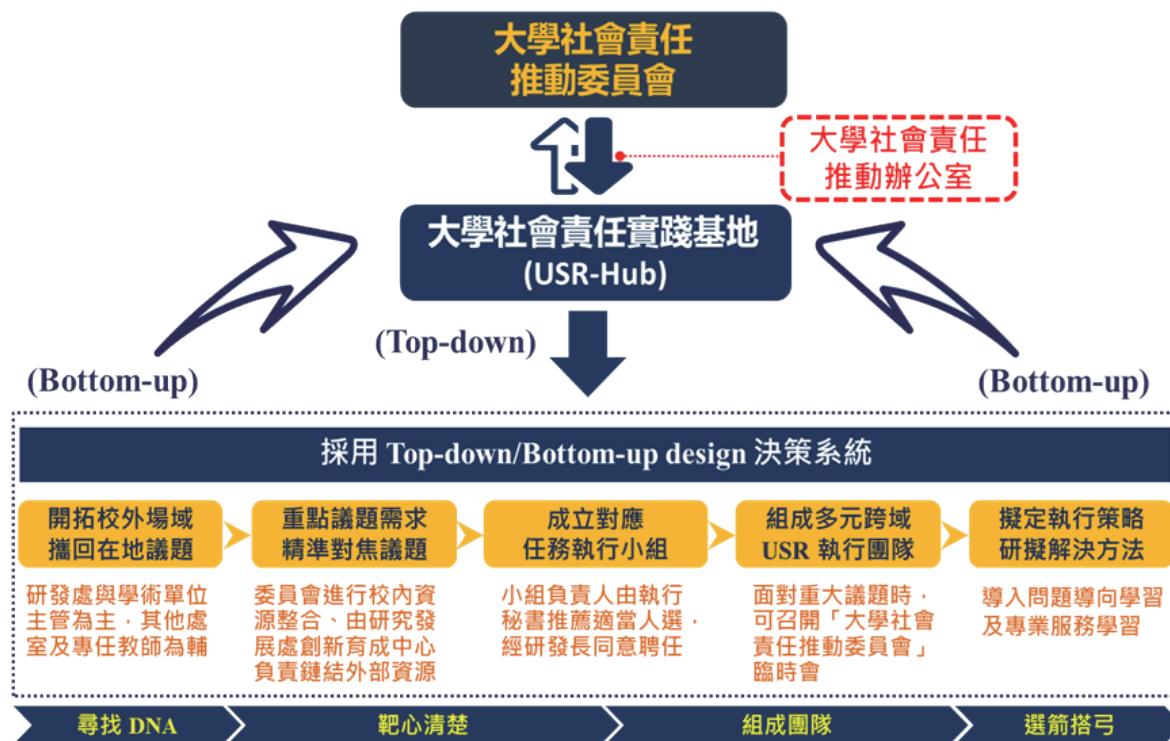 大學社會責任
推動委員會
大學社會責任
推動辦公室
大學社會責任實踐基地
(USR-Hub)
(Top-down)
(Bottom-up)
(Bottom-up)
採用 Top-down/Bottom-up design 決策系統
開拓校外場域
攜回在地議題
研發處與學術單位
主管為主，其他處
室及專任教師為輔
重點議題需求
精準對焦議題
委員會進行校內資
源整合、由研究發
展處創新育成中心
負責鏈結外部資源
成立對應
任務執行小組
小組負責人由執行
秘書推薦適當人選，
經研發長同意聘任
組成多元跨域
USR 執行團隊
面對重大議題時，
可召開「大學社會
責任推動委員會」
臨時會
擬定執行策略
研擬解決方法
導入問題導向學習
及專業服務學習
尋找 DNA
靶心清楚
組成團隊
選箭搭弓